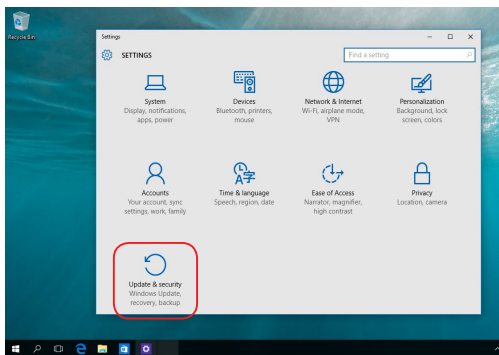 Recycle Bin
Settings
SETTINGS
Find a setting
System
Display, notifications,
apps, power
Devices
Bluetooth, printers,
mouse
Network & Internet
Wi-Fi, airplane mode,
VPN
Personalization
Background, lock
screen, colors
Accounts
Your account, sync
settings, work, family
Time & language
Speech, region, date
Ease of Access
Narrator, magnifier,
high contrast
Privacy
Location, camera
Update & security
Windows Update,
recovery, backup